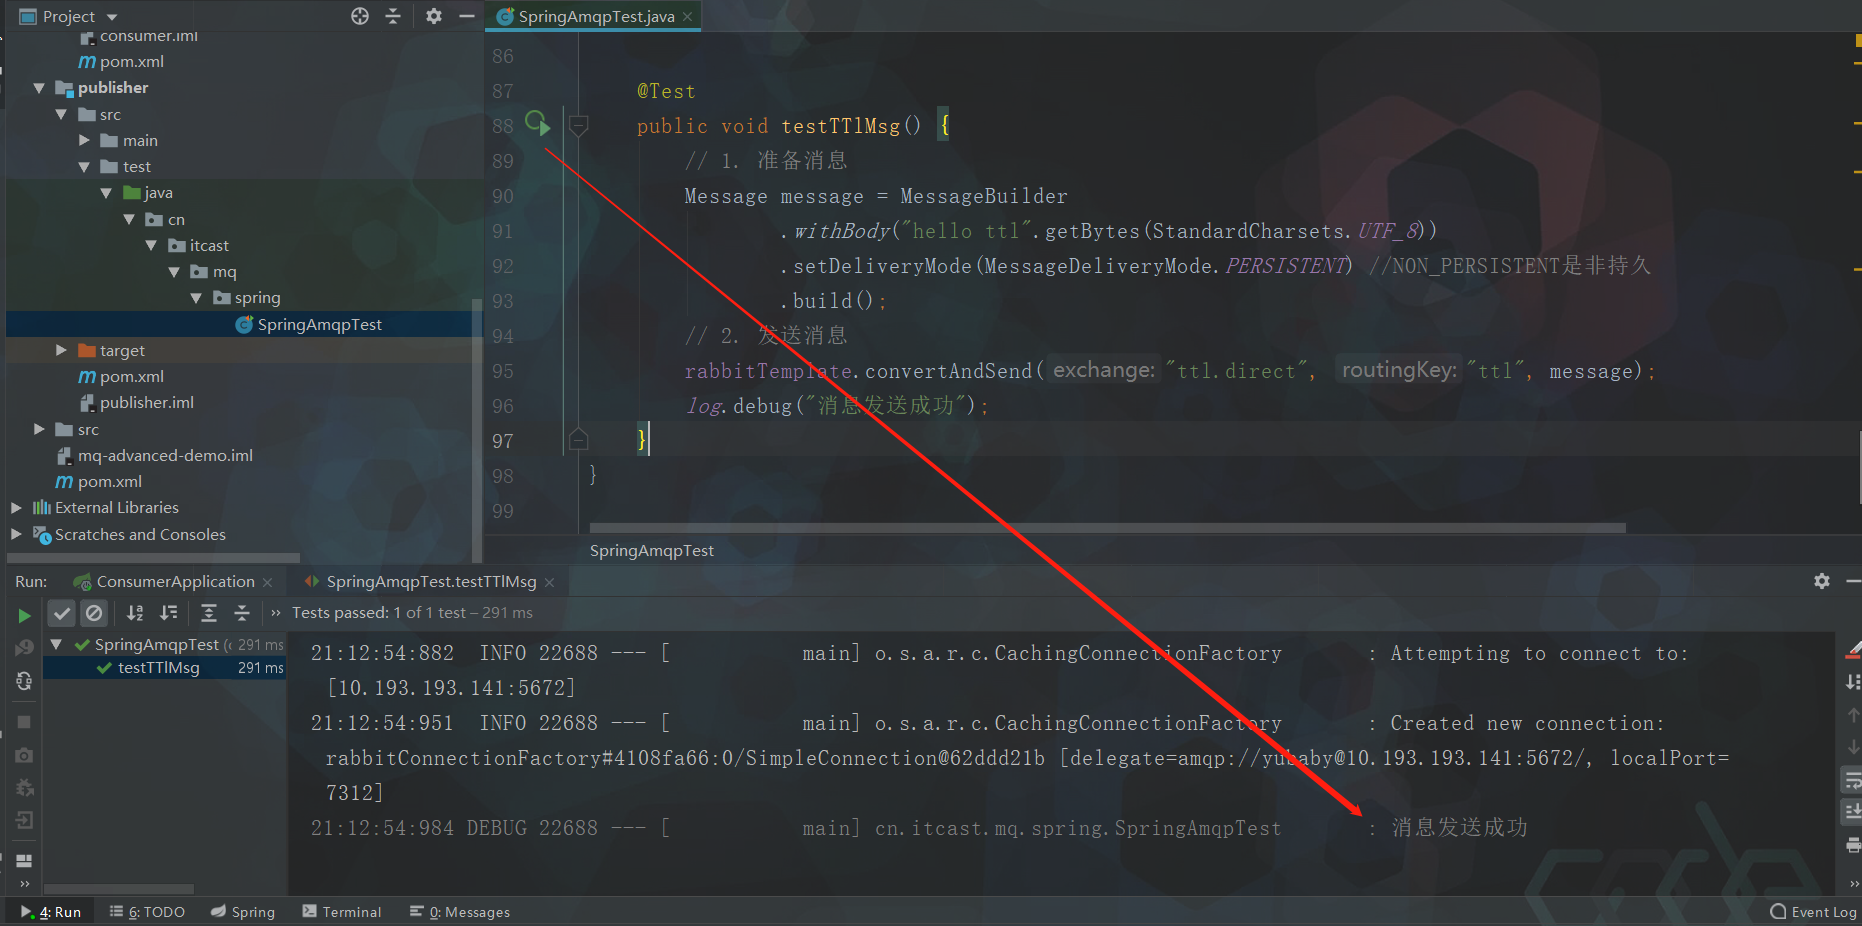 Project
SpringAmqpTest.java
consumer.iml
pom.xml
publisher
src
main
test
java
cn
itcast
mq
spring
SpringAmqpTest
target
pom.xml
publisher.iml
src
mq-advanced-demo.iml
pom.xml
External Libraries
Scratches and Consoles
86
87 @Test
88 public void testTTlMsg() {
89 // 1. 准备消息
90 Message message = MessageBuilder
91 .withBody("hello ttl".getBytes(StandardCharsets.UTF_8))
92 .setDeliveryMode(MessageDeliveryMode.PERSISTENT) //NON_PERSISTENT是非持久
93 .build();
94 // 2. 发送消息
95 rabbitTemplate.convertAndSend( exchange: "ttl.direct", routingKey: "ttl", message);
96 log.debug("消息发送成功");
97 }
98 }
99
SpringAmqpTest
Run: ConsumerApplication SpringAmqpTest.testTTlMsg
Tests passed: 1 of 1 test – 291 ms
SpringAmqpTest (c 291 ms
testTTlMsg 291 ms
21:12:54:882 INFO 22688 --- [ main] o.s.a.r.c.CachingConnectionFactory : Attempting to connect to:
[10.193.193.141:5672]
21:12:54:951 INFO 22688 --- [ main] o.s.a.r.c.CachingConnectionFactory : Created new connection:
rabbitConnectionFactory#4108fa66:0/SimpleConnection@62ddd21b [delegate=amqp://yubaby@10.193.193.141:5672/, localPort=
7312]
21:12:54:984 DEBUG 22688 --- [ main] cn.itcast.mq.spring.SpringAmqpTest : 消息发送成功
4: Run 6: TODO Spring Terminal 0: Messages Event Log